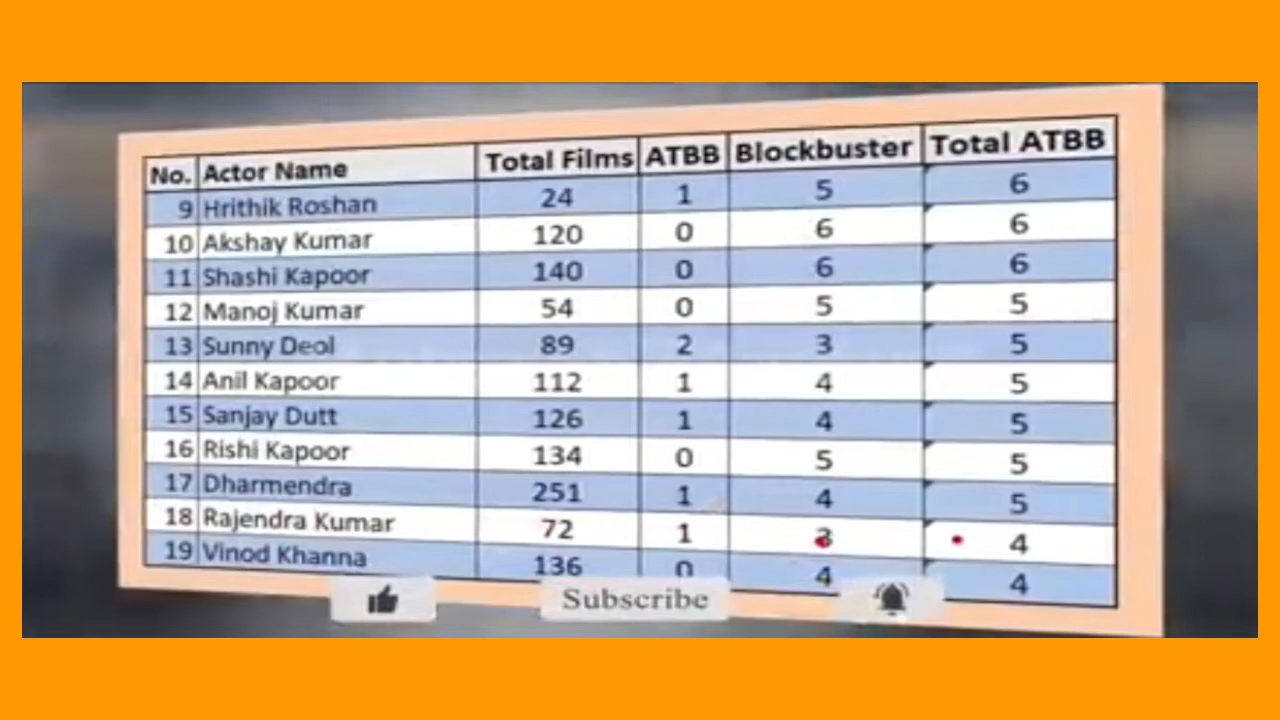 No. Actor Name Total Films ATBB Blockbuster Total ATBB
9 Hrithik Roshan 24 1 5 6
10 Akshay Kumar 120 0 6 6
11 Shashi Kapoor 140 0 6 6
12 Manoj Kumar 54 0 5 5
13 Sunny Deol 89 2 3 5
14 Anil Kapoor 112 1 4 5
15 Sanjay Dutt 126 1 4 5
16 Rishi Kapoor 134 0 5 5
17 Dharmendra 251 1 4 5
18 Rajendra Kumar 72 1 3 4
19 Vinod Khanna 136 0 4 4
Subscribe